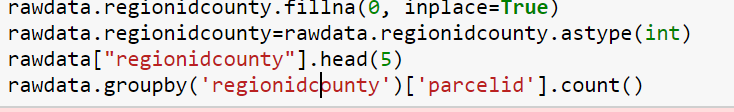 rawdata.regionidcounty.fillna(0, inplace=True)
rawdata.regionidcounty=rawdata.regionidcounty.astype(int)
rawdata["regionidcounty"].head(5)
rawdata.groupby('regionidcounty')['parcelid'].count()